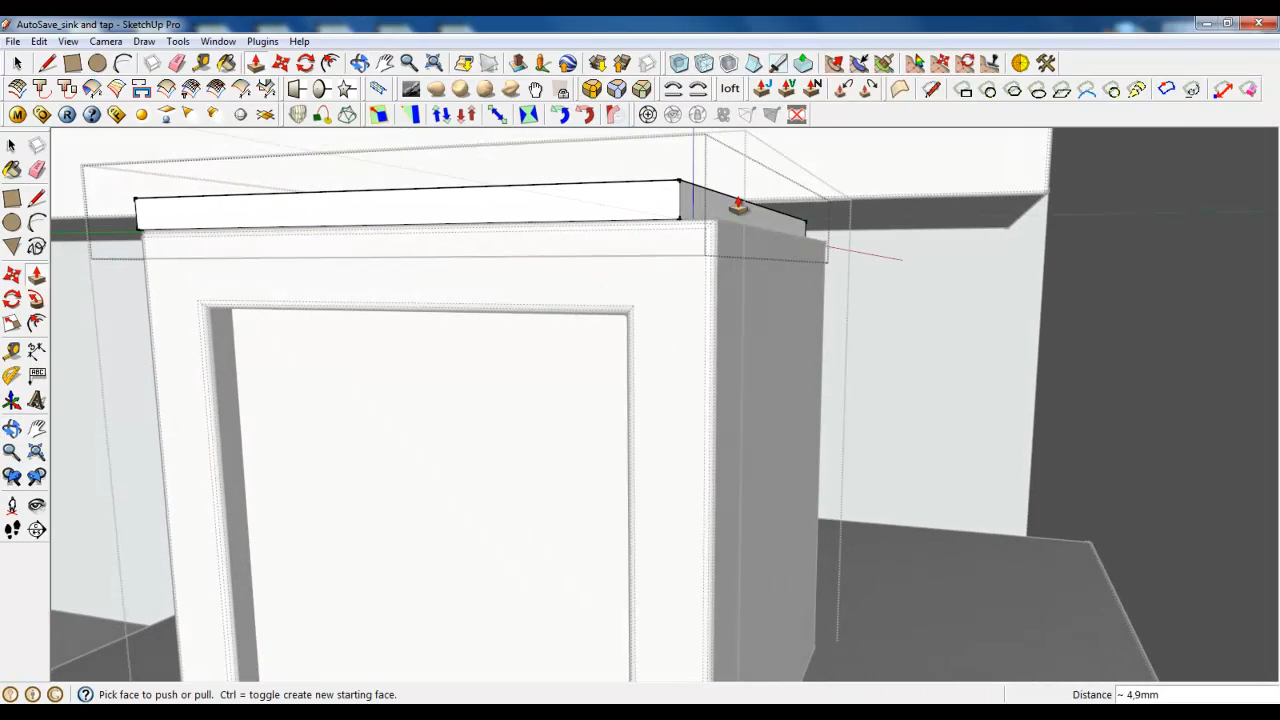 AutoSave_sink and tap - SketchUp Pro
File Edit View Camera Draw Tools Window Plugins Help
loft
M R ?
ABC
Pick face to push or pull. Ctrl = toggle create new starting face. Distance ~ 4,9mm